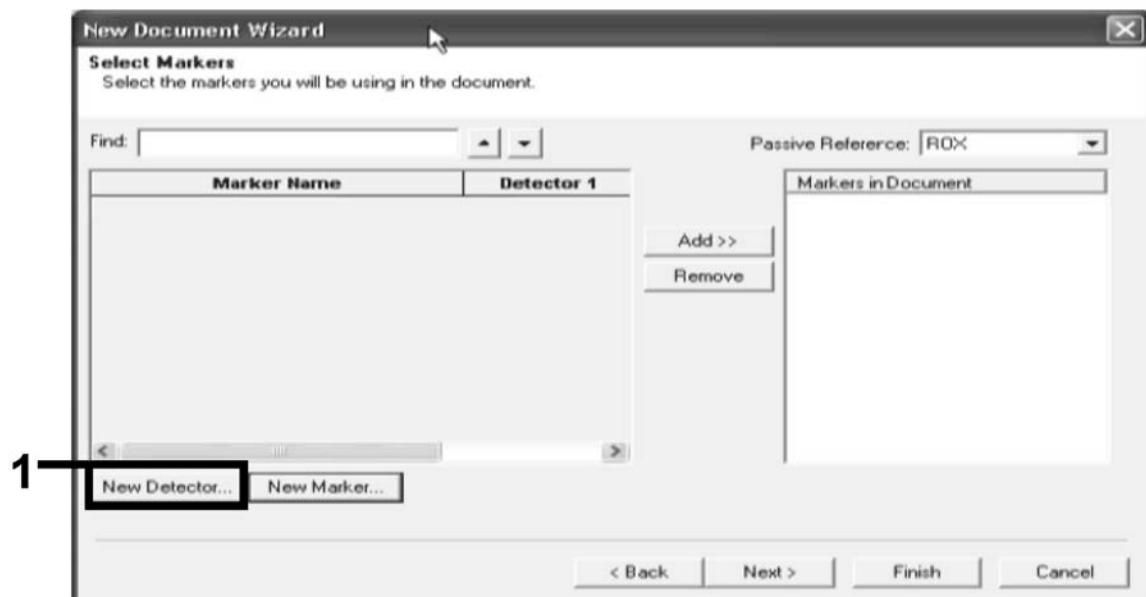 New Document Wizard
Select Markers
Select the markers you will be using in the document.
Find:
Passive Reference: ROX
Marker Name
Detector 1
Markers in Document
Add >>
Remove
1
New Detector...
New Marker...
< Back
Next >
Finish
Cancel